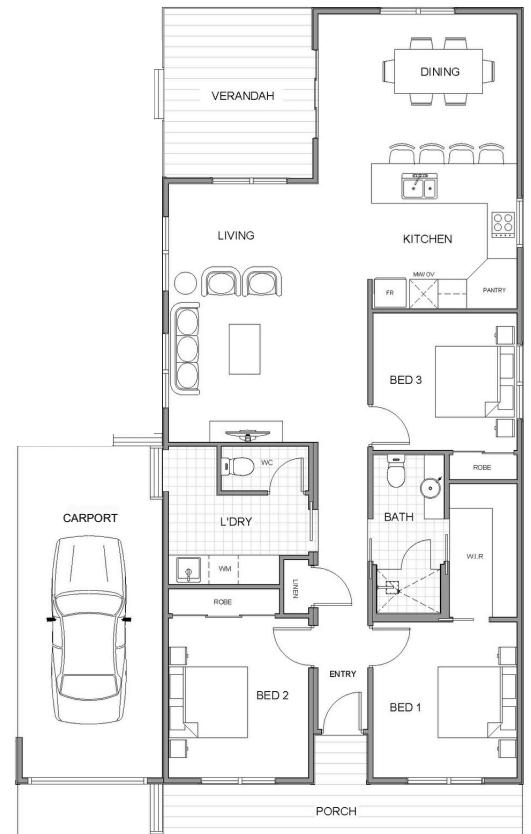 DINING
VERANDAH
LIVING
KITCHEN
M/W OV
FR
PANTRY
BED 3
WC
ROBE
CARPORT
L'DRY
BATH
W.I.R
WM
LINEN
ROBE
ENTRY
BED 2
BED 1
PORCH